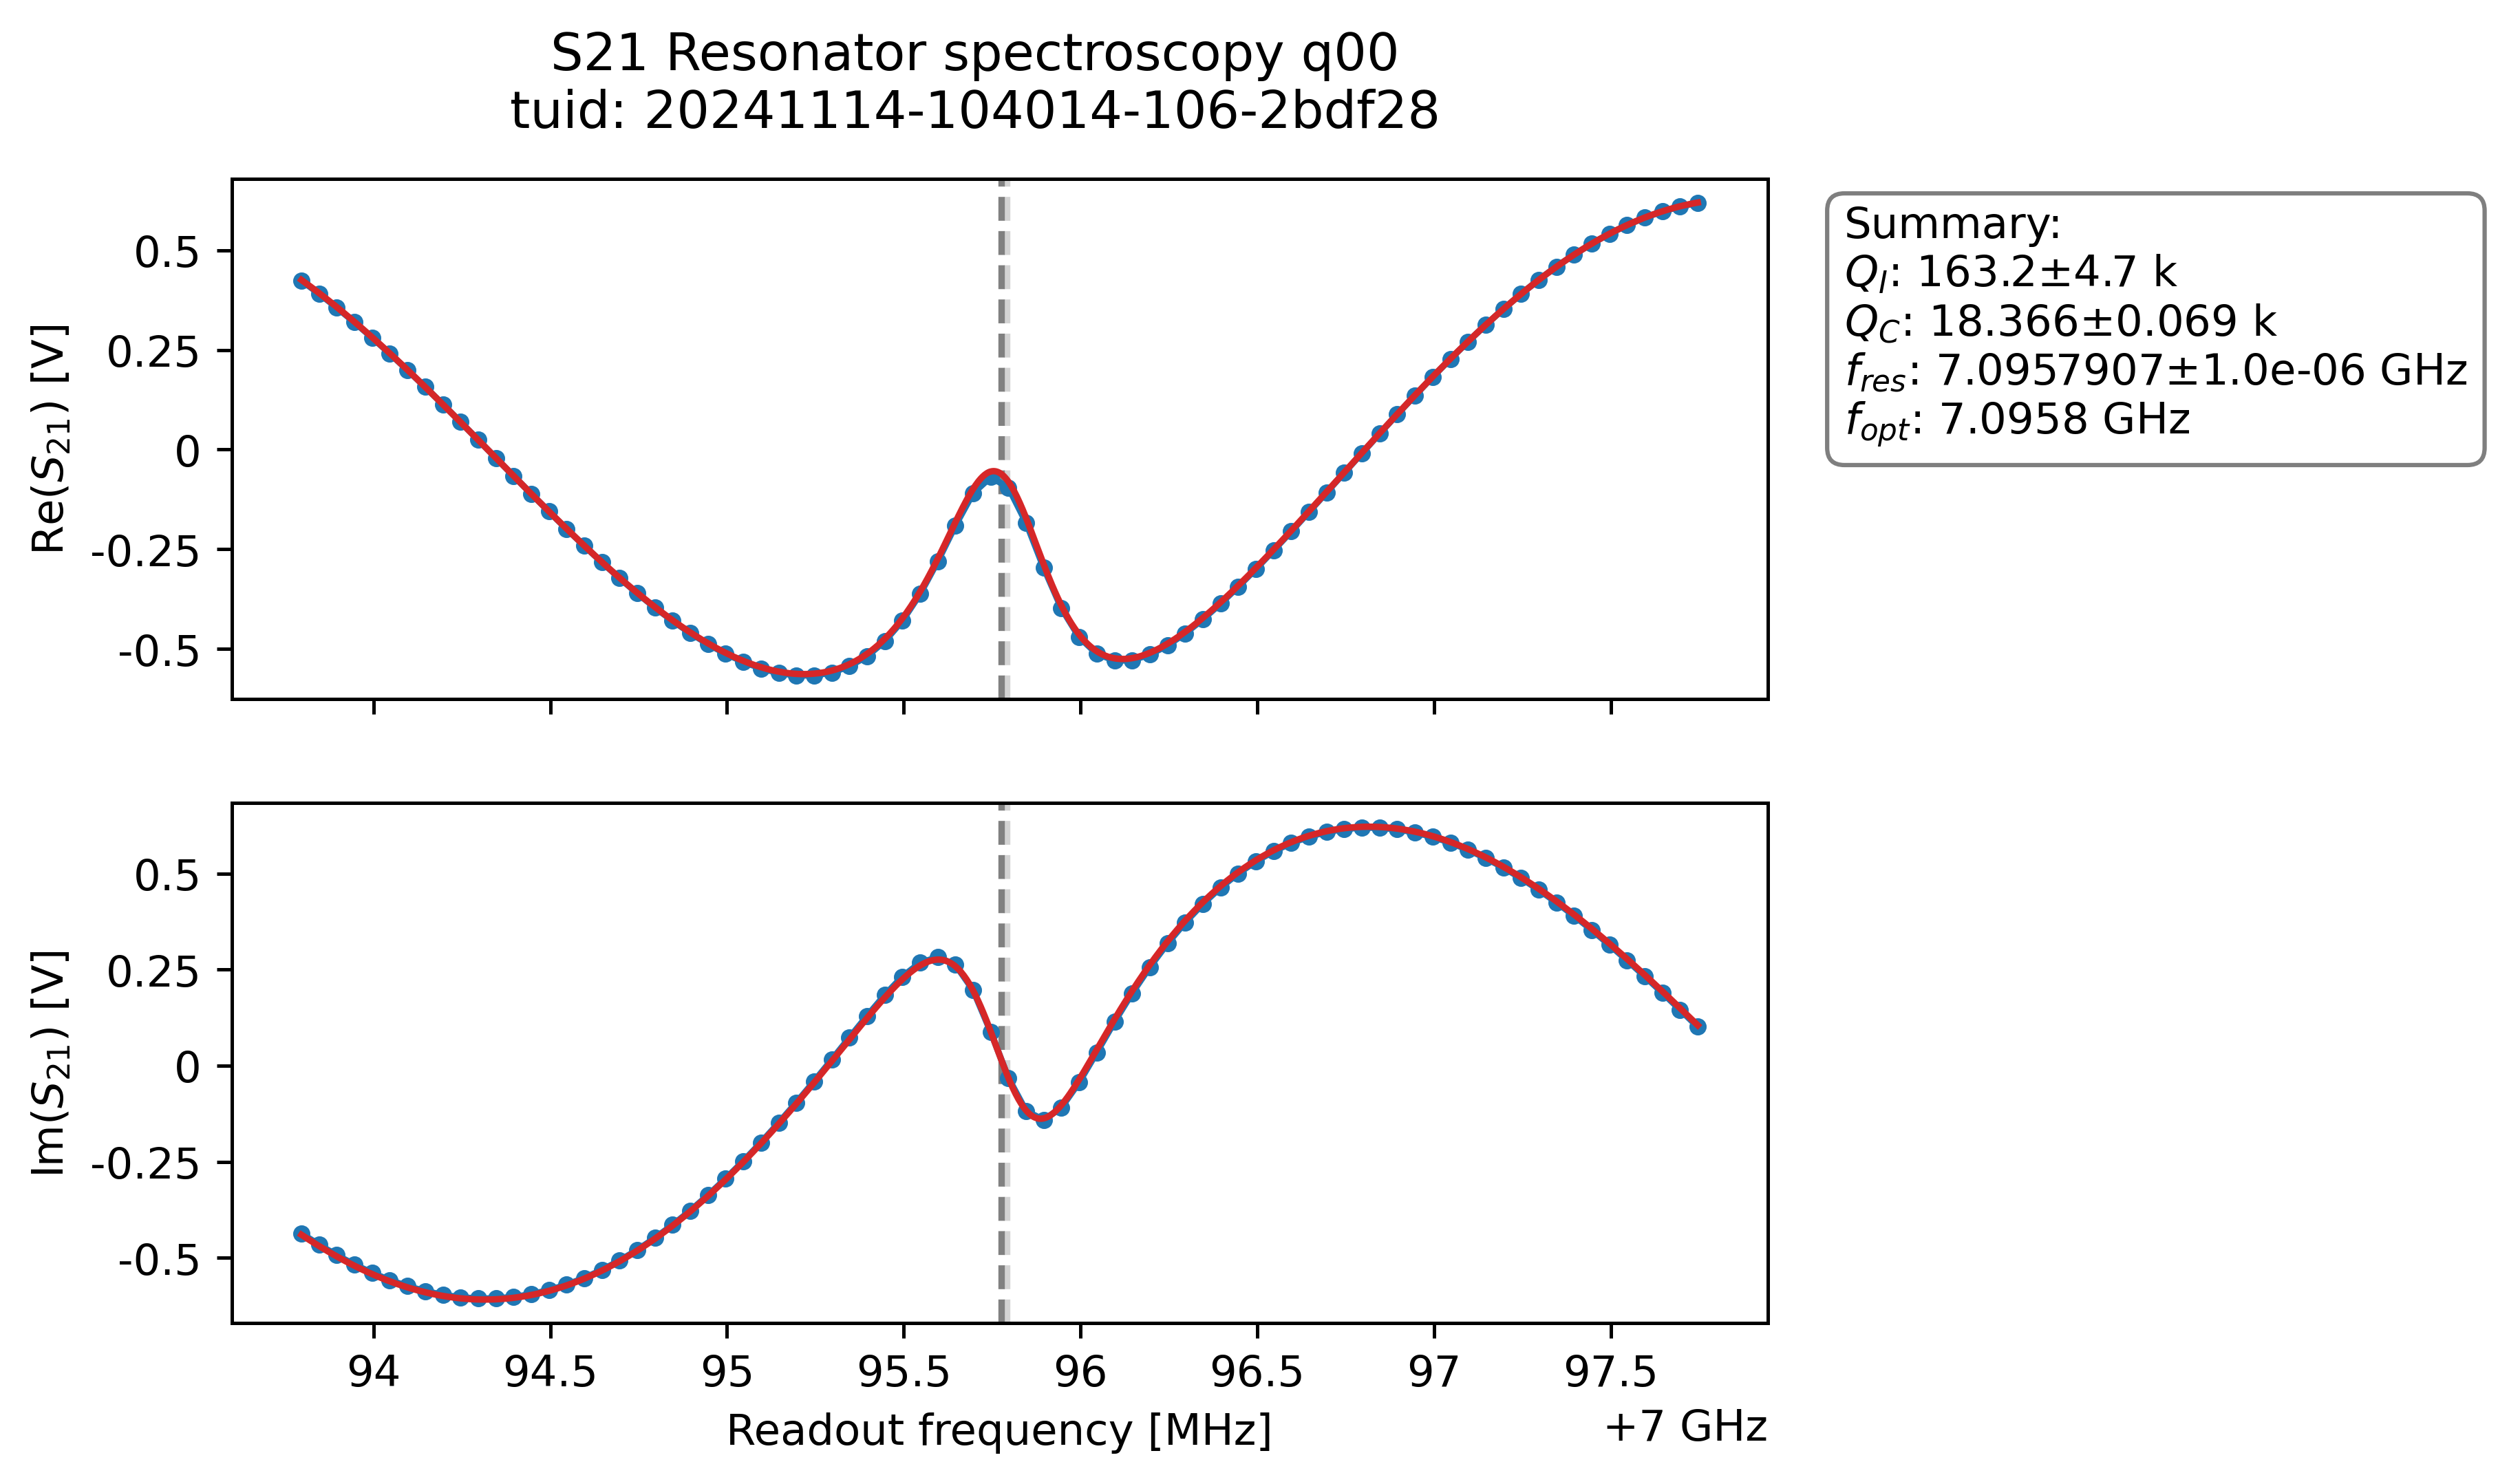 S21 Resonator spectroscopy q00
tuid: 20241114-104014-106-2bdf28
Re(S₂₁) [V]
0.5
0.25
0
-0.25
-0.5
Summary:
Q_I: 163.2±4.7 k
Q_C: 18.366±0.069 k
f_res: 7.0957907±1.0e-06 GHz
f_opt: 7.0958 GHz
Im(S₂₁) [V]
0.5
0.25
0
-0.25
-0.5
94 94.5 95 95.5 96 96.5 97 97.5
Readout frequency [MHz]
+7 GHz